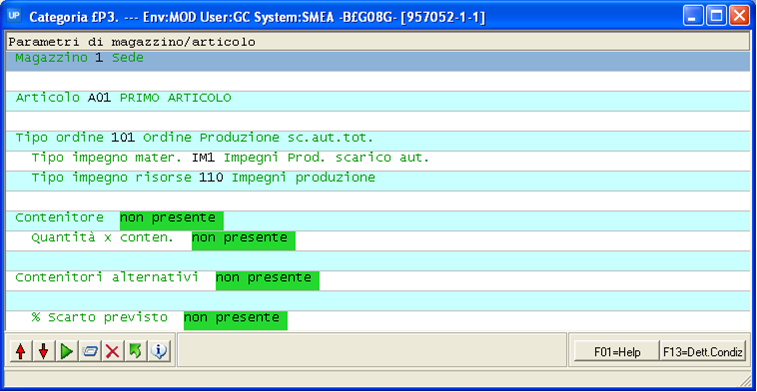 UP Categoria £P3. --- Env:MOD User:GC System:SMEA -B£G08G- [957052-1-1]
Parametri di magazzino/articolo
Magazzino 1 Sede
Articolo A01 PRIMO ARTICOLO
Tipo ordine 101 Ordine Produzione sc.aut.tot.
Tipo impegno mater. IM1 Impegni Prod. scarico aut.
Tipo impegno risorse 110 Impegni produzione
Contenitore non presente
Quantità x conten. non presente
Contenitori alternativi non presente
% Scarto previsto non presente
F01=Help F13=Dett.Condiz